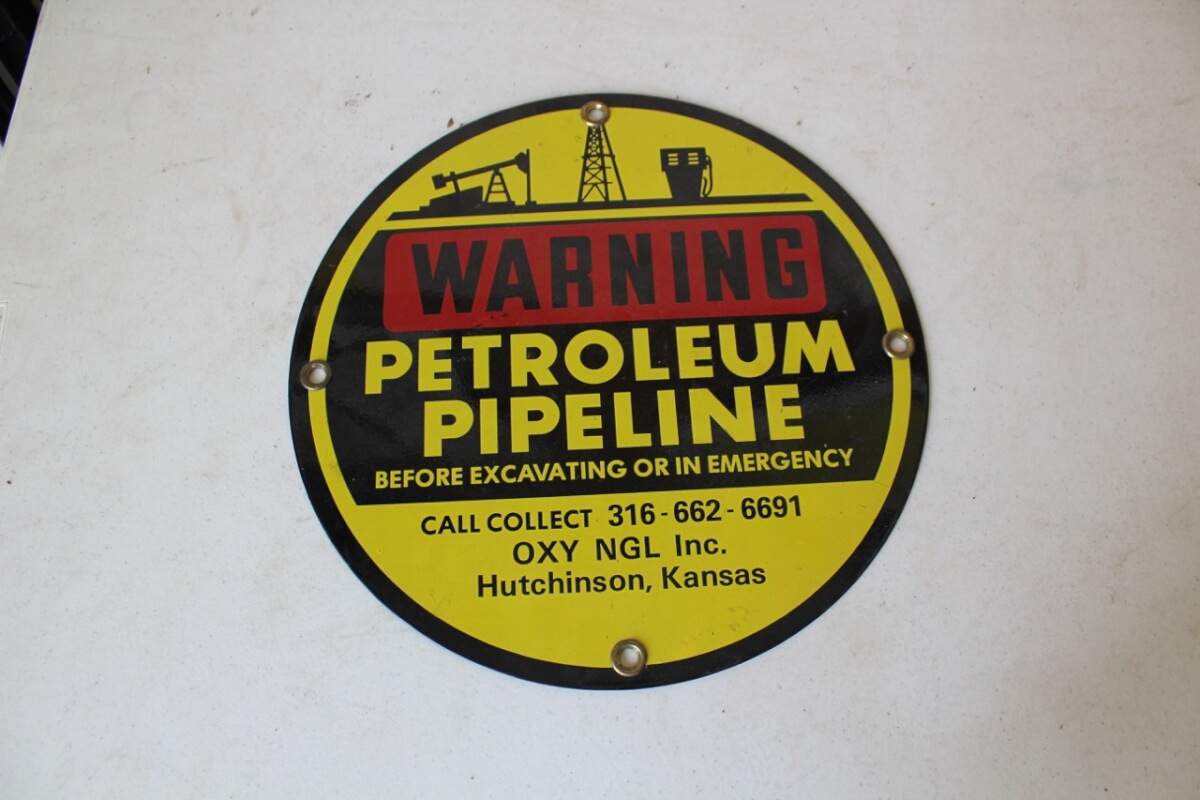 WARNING
PETROLEUM
PIPELINE
BEFORE EXCAVATING OR IN EMERGENCY
CALL COLLECT 316-662-6691
OXY NGL Inc.
Hutchinson, Kansas